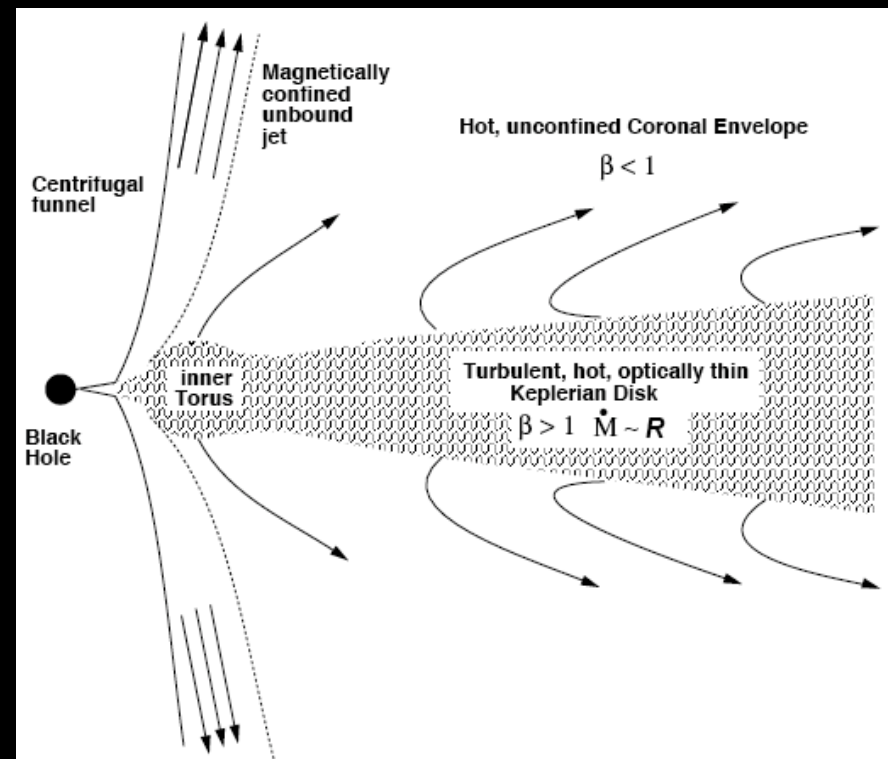 Magnetically
confined
unbound
jet
Hot, unconfined Coronal Envelope
β < 1
Centrifugal
funnel
inner
Torus
Turbulent, hot, optically thin
Keplerian Disk
β > 1 Ṁ ~ R
Black
Hole